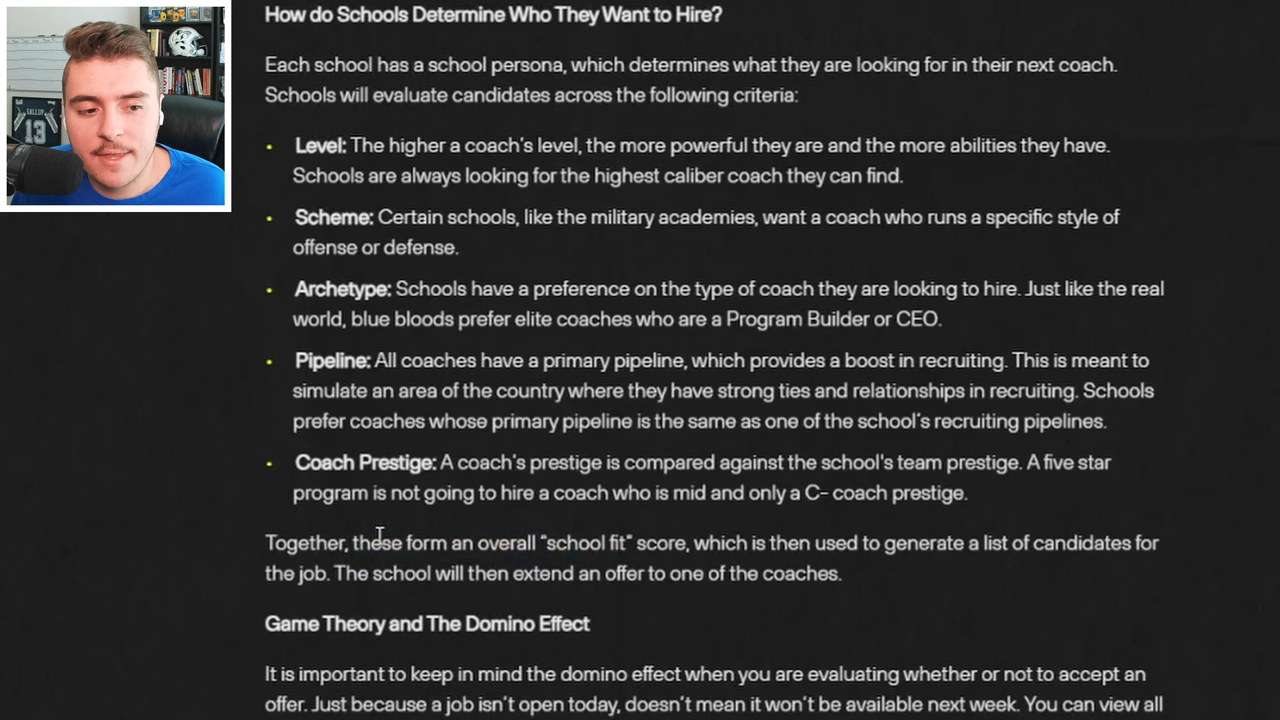 How do Schools Determine Who They Want to Hire?
Each school has a school persona, which determines what they are looking for in their next coach.
Schools will evaluate candidates across the following criteria:
• Level: The higher a coach's level, the more powerful they are and the more abilities they have.
Schools are always looking for the highest caliber coach they can find.
• Scheme: Certain schools, like the military academies, want a coach who runs a specific style of
offense or defense.
• Archetype: Schools have a preference on the type of coach they are looking to hire. Just like the real
world, blue bloods prefer elite coaches who are a Program Builder or CEO.
• Pipeline: All coaches have a primary pipeline, which provides a boost in recruiting. This is meant to
simulate an area of the country where they have strong ties and relationships in recruiting. Schools
prefer coaches whose primary pipeline is the same as one of the school's recruiting pipelines.
• Coach Prestige: A coach's prestige is compared against the school's team prestige. A five star
program is not going to hire a coach who is mid and only a C- coach prestige.
Together, these form an overall "school fit" score, which is then used to generate a list of candidates for
the job. The school will then extend an offer to one of the coaches.
Game Theory and The Domino Effect
It is important to keep in mind the domino effect when you are evaluating whether or not to accept an
offer. Just because a job isn't open today, doesn't mean it won't be available next week. You can view all
GALLUP
13